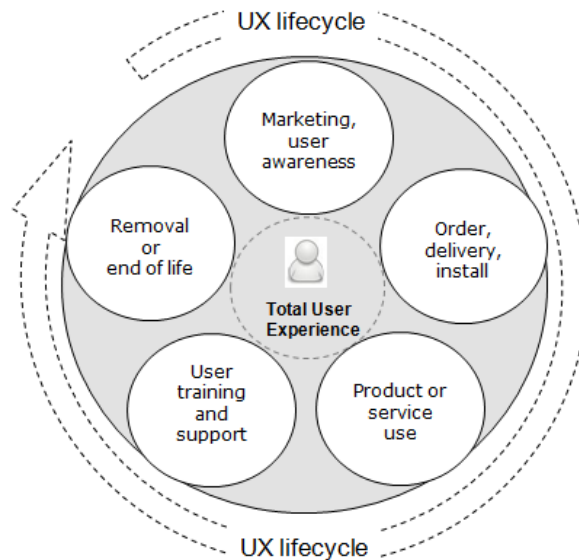 UX lifecycle
Marketing,
user
awareness
Removal
or
end of life
Order,
delivery,
install
Total User
Experience
User
training
and
support
Product or
service
use
UX lifecycle